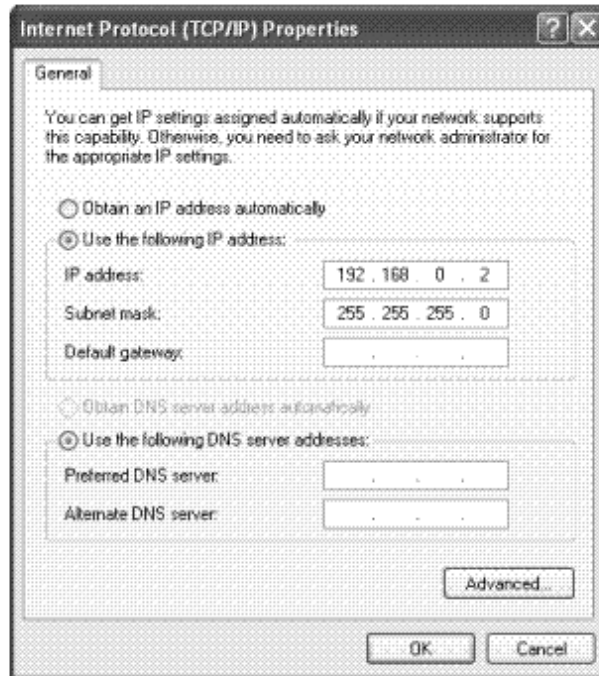 Internet Protocol (TCP/IP) Properties
General
You can get IP settings assigned automatically if your network supports
this capability. Otherwise, you need to ask your network administrator for
the appropriate IP settings.
Obtain an IP address automatically
Use the following IP address:
IP address: 192 . 168 . 0 . 2
Subnet mask: 255 . 255 . 255 . 0
Default gateway: . . .
Obtain DNS server address automatically
Use the following DNS server addresses:
Preferred DNS server: . . .
Alternate DNS server: . . .
Advanced...
OK Cancel